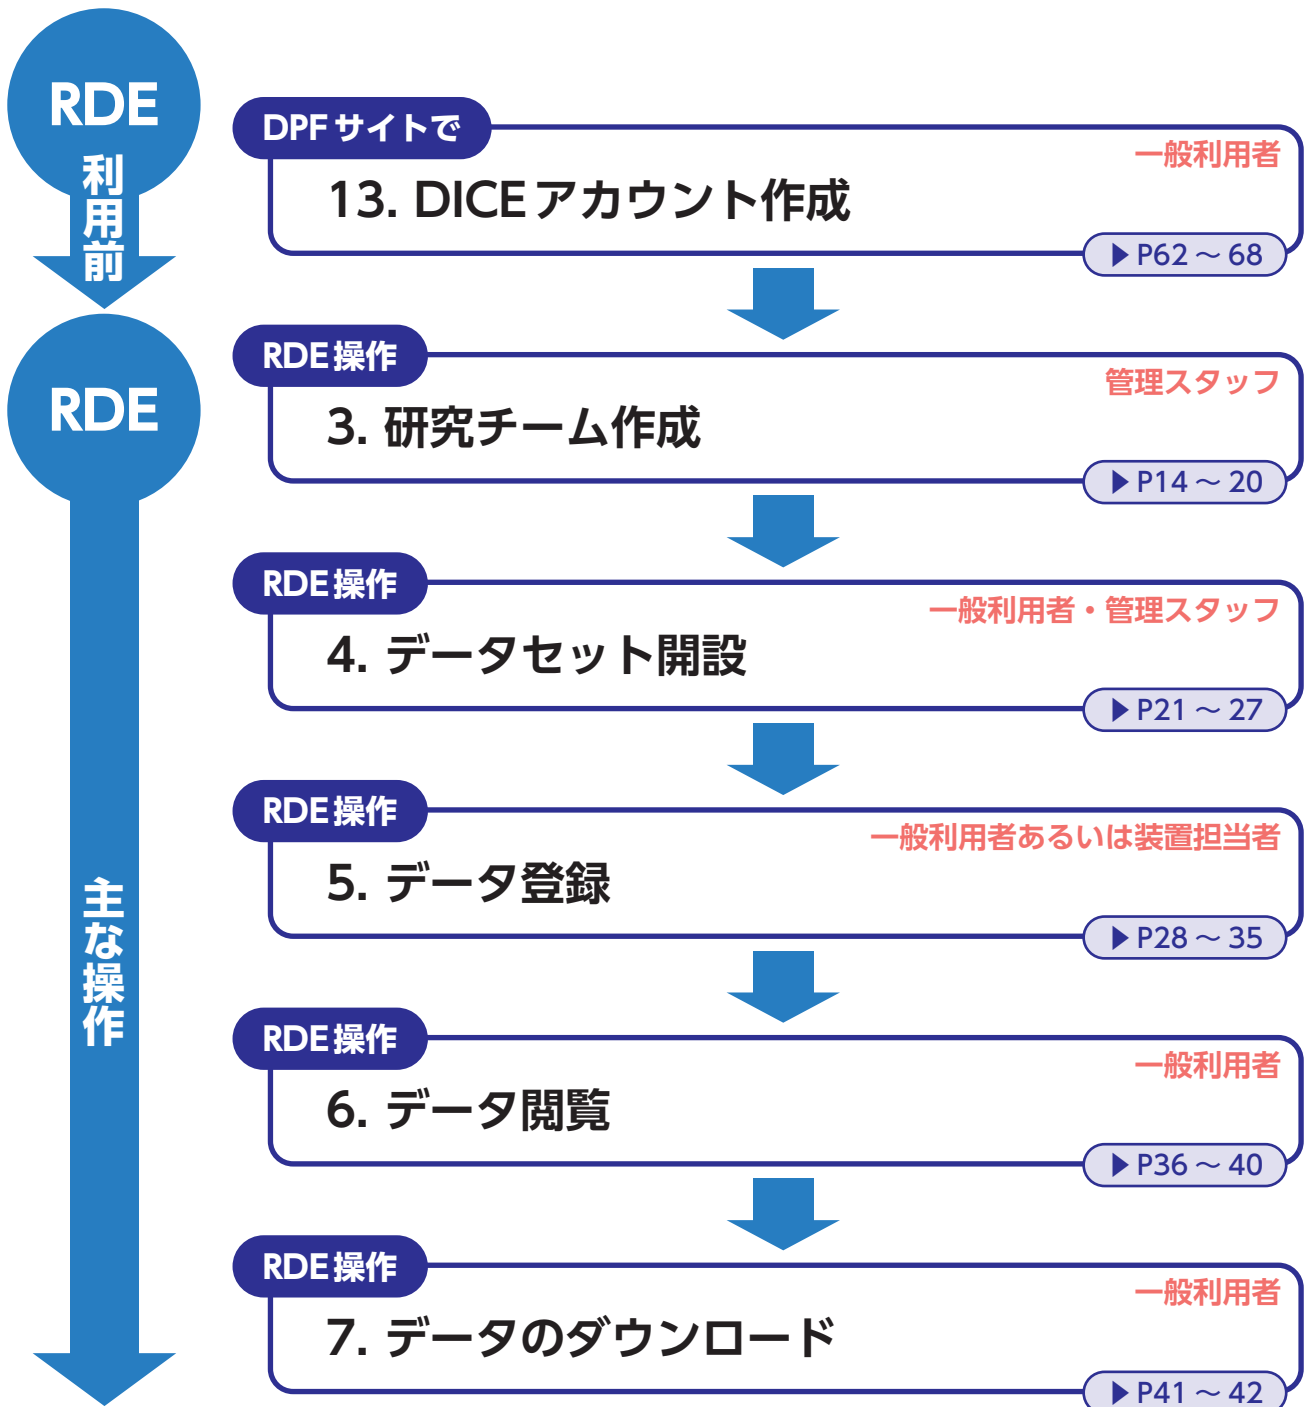 RDE
利用前
DPFサイトで
一般利用者
13. DICEアカウント作成
▶P62～68
RDE
主な操作
RDE操作
管理スタッフ
3. 研究チーム作成
▶P14～20
RDE操作
一般利用者・管理スタッフ
4. データセット開設
▶P21～27
RDE操作
一般利用者あるいは装置担当者
5. データ登録
▶P28～35
RDE操作
一般利用者
6. データ閲覧
▶P36～40
RDE操作
一般利用者
7. データのダウンロード
▶P41～42